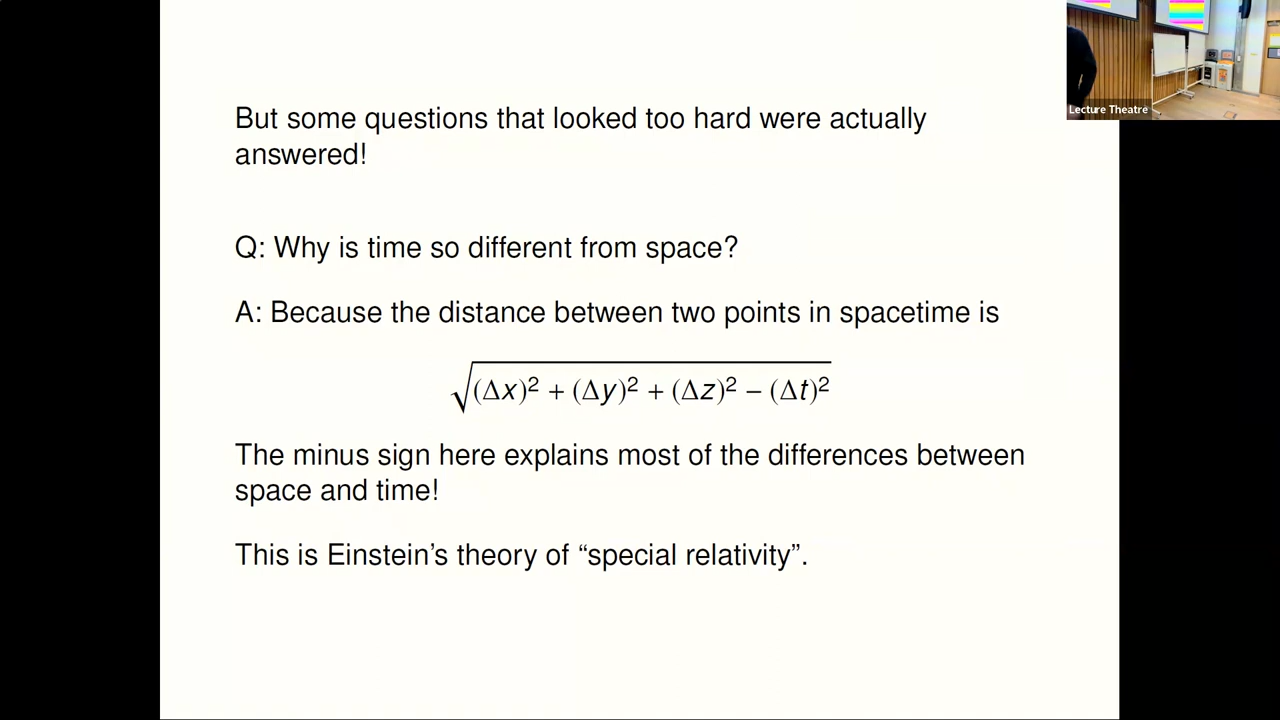 But some questions that looked too hard were actually
answered!
Q: Why is time so different from space?
A: Because the distance between two points in spacetime is
√(Δx)² + (Δy)² + (Δz)² − (Δt)²
The minus sign here explains most of the differences between
space and time!
This is Einstein’s theory of “special relativity”.
Lecture Theatre